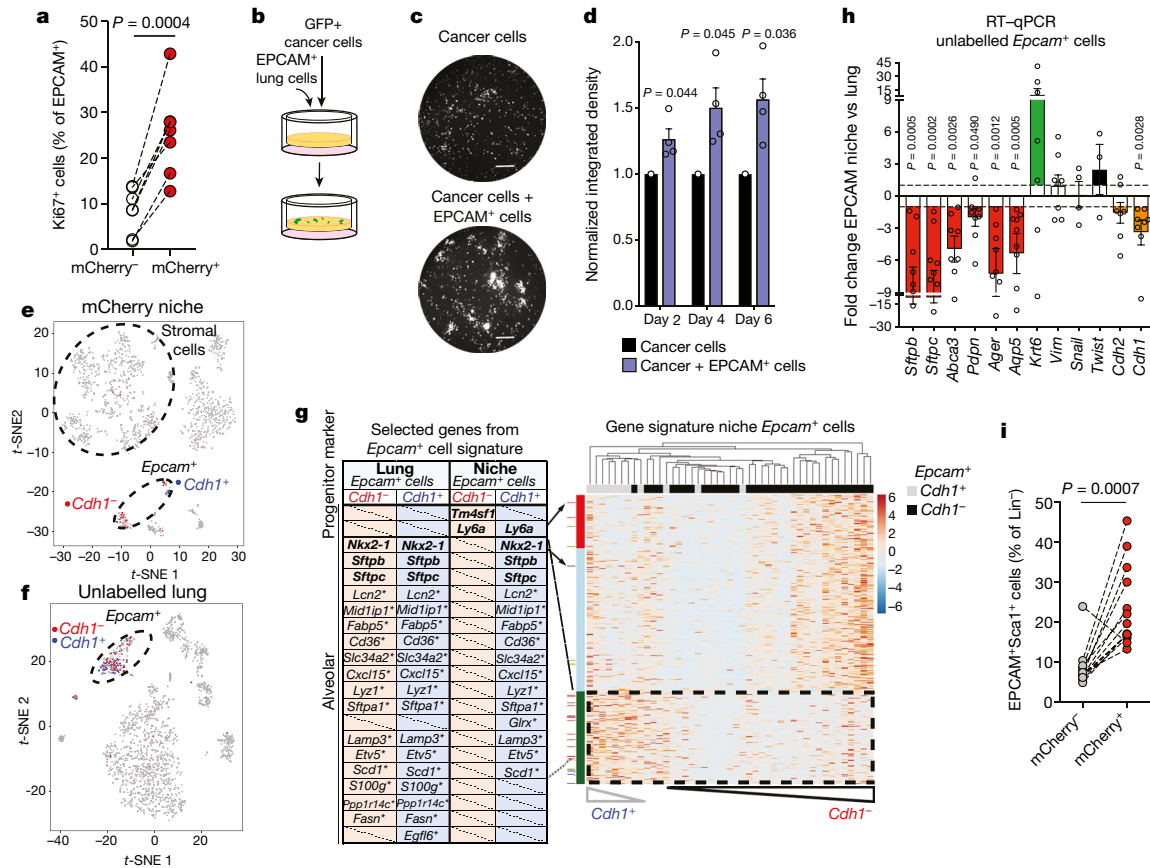 a
P = 0.0004
50
40
30
20
10
0
Ki67+ cells (% of EPCAM+)
mCherry− mCherry+
b
GFP+
cancer cells
EPCAM+
lung cells
c
Cancer cells
Cancer cells +
EPCAM+ cells
d
P = 0.044
P = 0.045
P = 0.036
2.0
1.5
1.0
0.5
0.0
Normalized integrated density
Day 2 Day 4 Day 6
Cancer cells
Cancer + EPCAM+ cells
h
RT–qPCR
unlabelled Epcam+ cells
45
30
15
9
6
3
0
−3
−6
−9
−15
−30
Fold change EPCAM niche vs lung
P = 0.0005
P = 0.0002
P = 0.0026
P = 0.0490
P = 0.0012
P = 0.0005
P = 0.0028
Sftpb
Sftpc
Abca3
Pdpn
Ager
Aqp5
Krt6
Vim
Snail
Twist
Cdh2
Cdh1
e
mCherry niche
Stromal
cells
Epcam+
Cdh1+
Cdh1−
20
10
0
−10
−20
−30
t-SNE2
−30 −20 −10 0 10 20 30
t-SNE 1
f
Unlabelled lung
Epcam+
Cdh1−
Cdh1+
20
0
−20
t-SNE 2
−40 −20 0 20 40
t-SNE 1
g
Selected genes from
Epcam+ cell signature
Progenitor marker
Alveolar
Lung Niche
Epcam+ cells Epcam+ cells
Cdh1− Cdh1+ Cdh1− Cdh1+
Tm4sf1
Ly6a Ly6a
Nkx2-1 Nkx2-1 Nkx2-1
Sftpb Sftpb Sftpb
Sftpc Sftpc Sftpc
Lcn2* Lcn2* Lcn2*
Mid1ip1* Mid1ip1* Mid1ip1*
Fabp5* Fabp5* Fabp5*
Cd36* Cd36* Cd36*
Slc34a2* Slc34a2* Slc34a2*
Cxcl15* Cxcl15* Cxcl15*
Lyz1* Lyz1* Lyz1*
Sftpa1* Sftpa1* Sftpa1*
Glrx*
Lamp3* Lamp3* Lamp3*
Etv5* Etv5* Etv5*
Scd1* Scd1* Scd1*
S100g* S100g*
Ppp1r14c* Ppp1r14c*
Fasn* Fasn*
Egfl6*
Gene signature niche Epcam+ cells
Epcam+
Cdh1+
Cdh1−
6
4
2
0
−2
−4
−6
Cdh1+
Cdh1−
i
P = 0.0007
50
40
30
20
10
0
EPCAM+Sca1+ cells (% of Lin−)
mCherry−
mCherry+